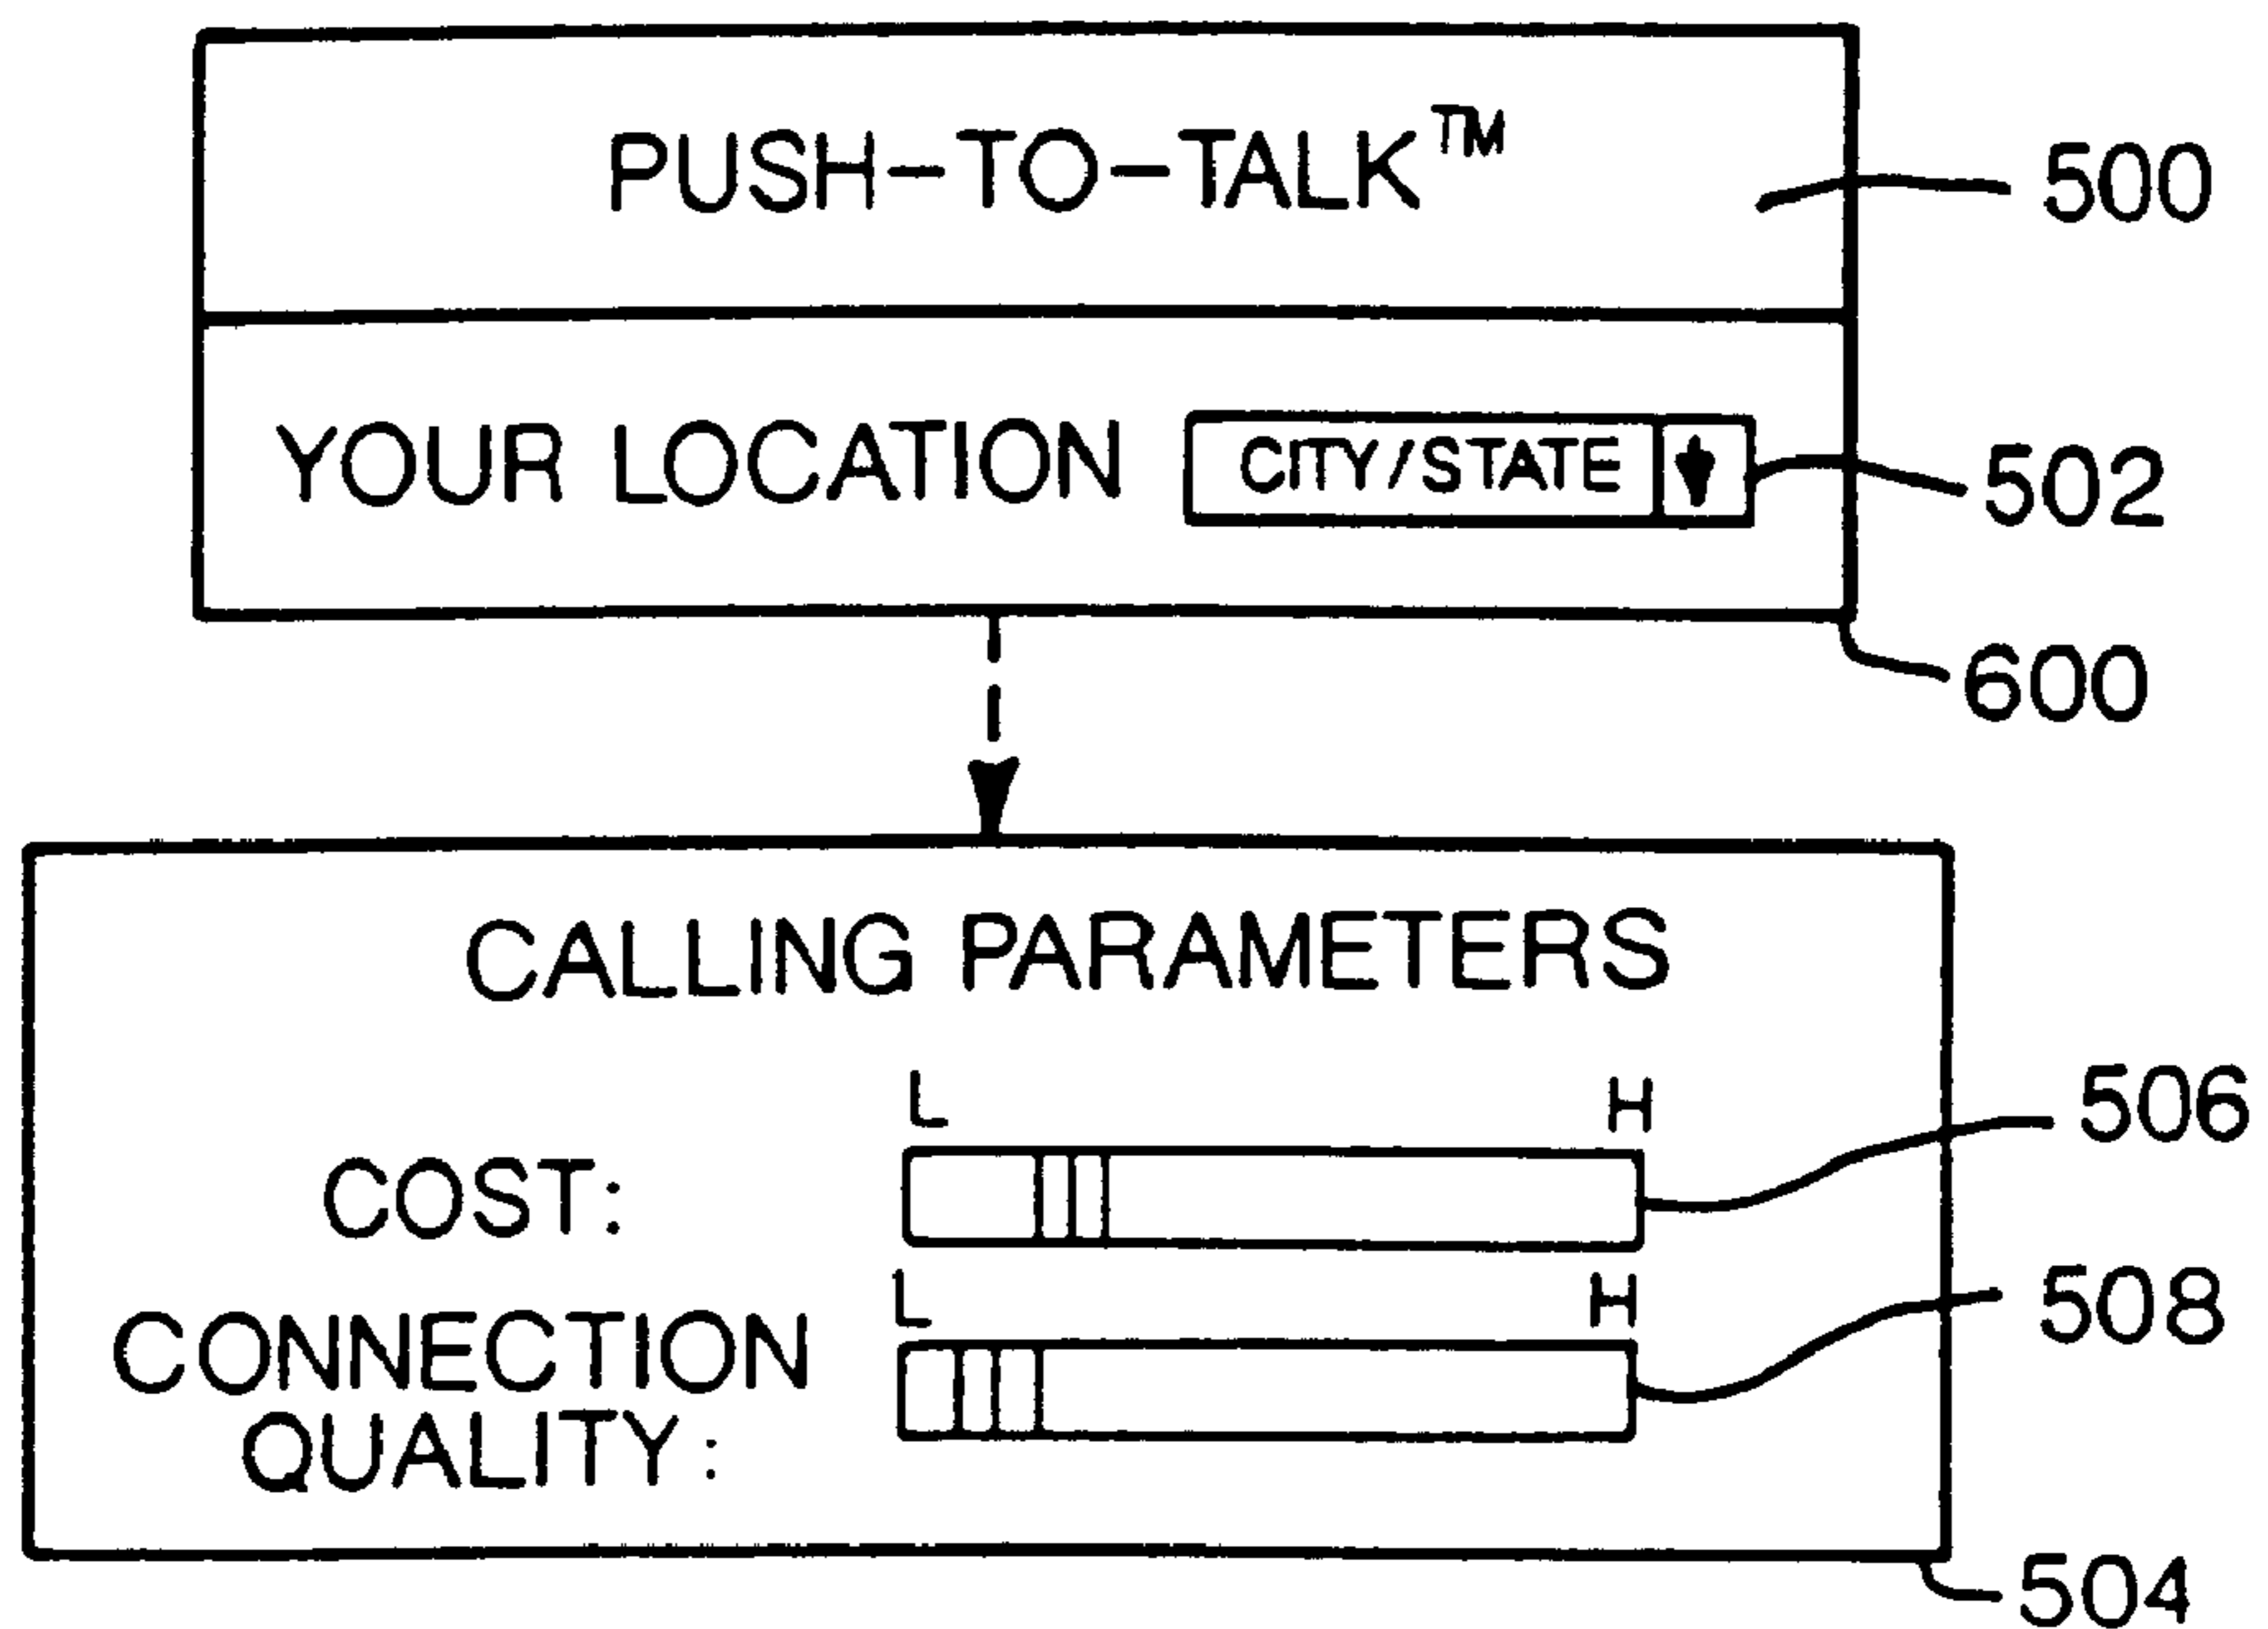 PUSH-TO-TALK™
500
YOUR LOCATION CITY/STATE
502
600
CALLING PARAMETERS
L H
506
COST:
L H
508
CONNECTION
QUALITY:
504